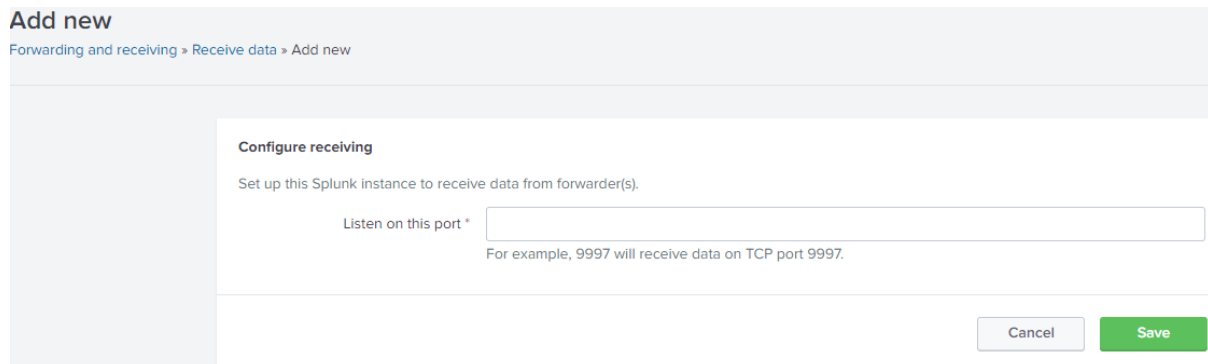 Add new
Forwarding and receiving » Receive data » Add new
Configure receiving
Set up this Splunk instance to receive data from forwarder(s).
Listen on this port *
For example, 9997 will receive data on TCP port 9997.
Cancel Save